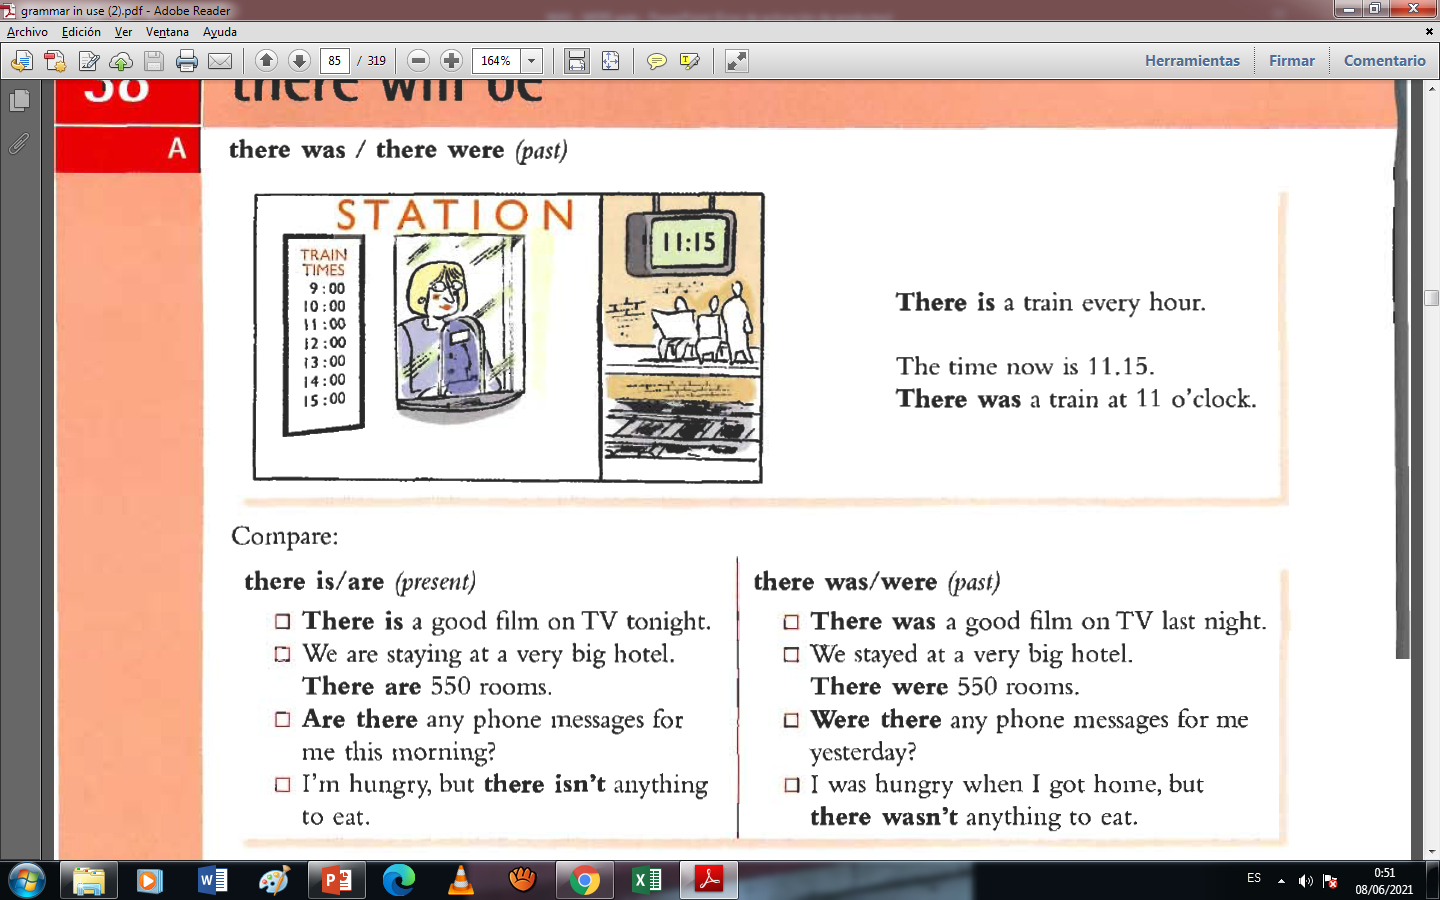 grammar in use (2).pdf - Adobe Reader
Archivo Edición Ver Ventana Ayuda
85 / 319 164% Herramientas Firmar Comentario
38 there will be
A there was / there were (past)
STATION
TRAIN
TIMES
9:00
10:00
11:00
12:00
13:00
14:00
15:00
11:15
There is a train every hour.
The time now is 11.15.
There was a train at 11 o'clock.
Compare:
there is/are (present)
There is a good film on TV tonight.
We are staying at a very big hotel.
There are 550 rooms.
Are there any phone messages for
me this morning?
I'm hungry, but there isn't anything
to eat.
there was/were (past)
There was a good film on TV last night.
We stayed at a very big hotel.
There were 550 rooms.
Were there any phone messages for me
yesterday?
I was hungry when I got home, but
there wasn't anything to eat.
ES 0:51
08/06/2021